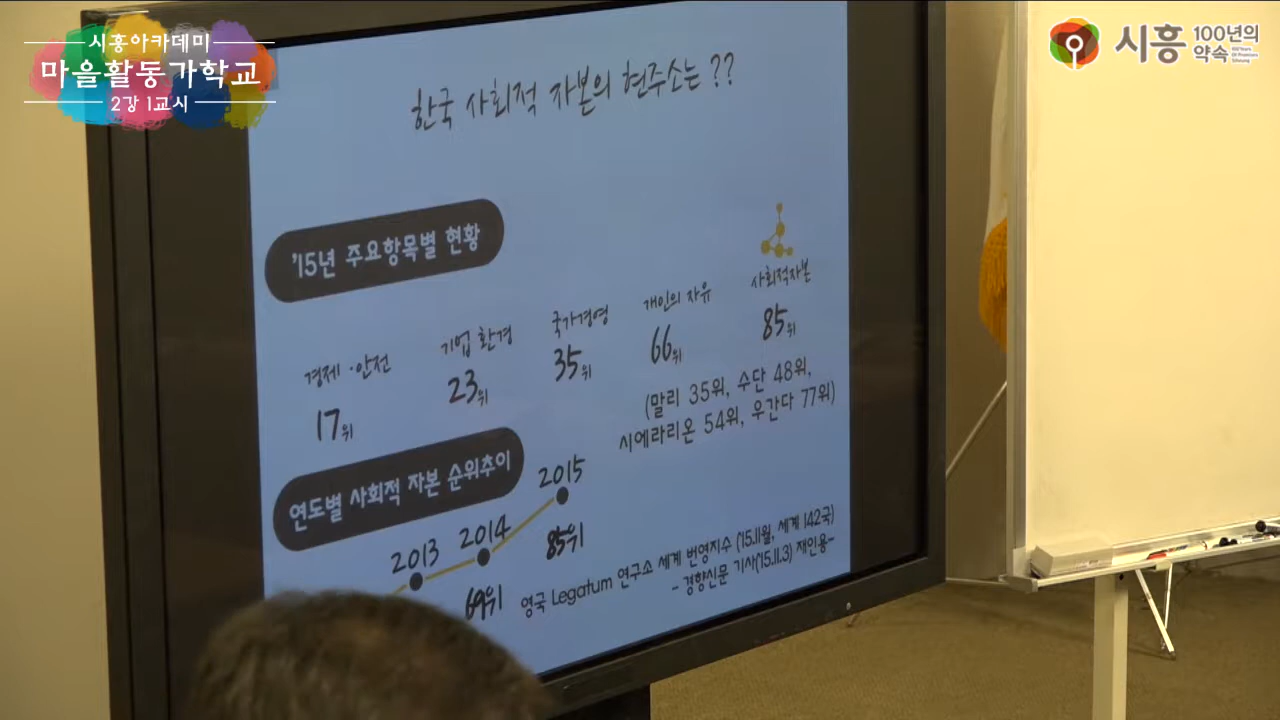 시흥아카데미
마을활동가학교
2강 1교시
시흥 100년의 약속
한국 사회적 자본의 현주소는 ??
'15년 주요항목별 현황
경제·안전
17위
기업 환경
23위
국가경영
35위
개인의 자유
66위
사회적자본
85위
(말리 35위, 수단 48위,
시에라리온 54위, 우간다 77위)
연도별 사회적 자본 순위추이
2013
2014
69위
2015
85위
영국 Legatum 연구소 세계 번영지수 ('15.11월, 세계 142국)
- 경향신문 기사('15.11.3) 재인용-